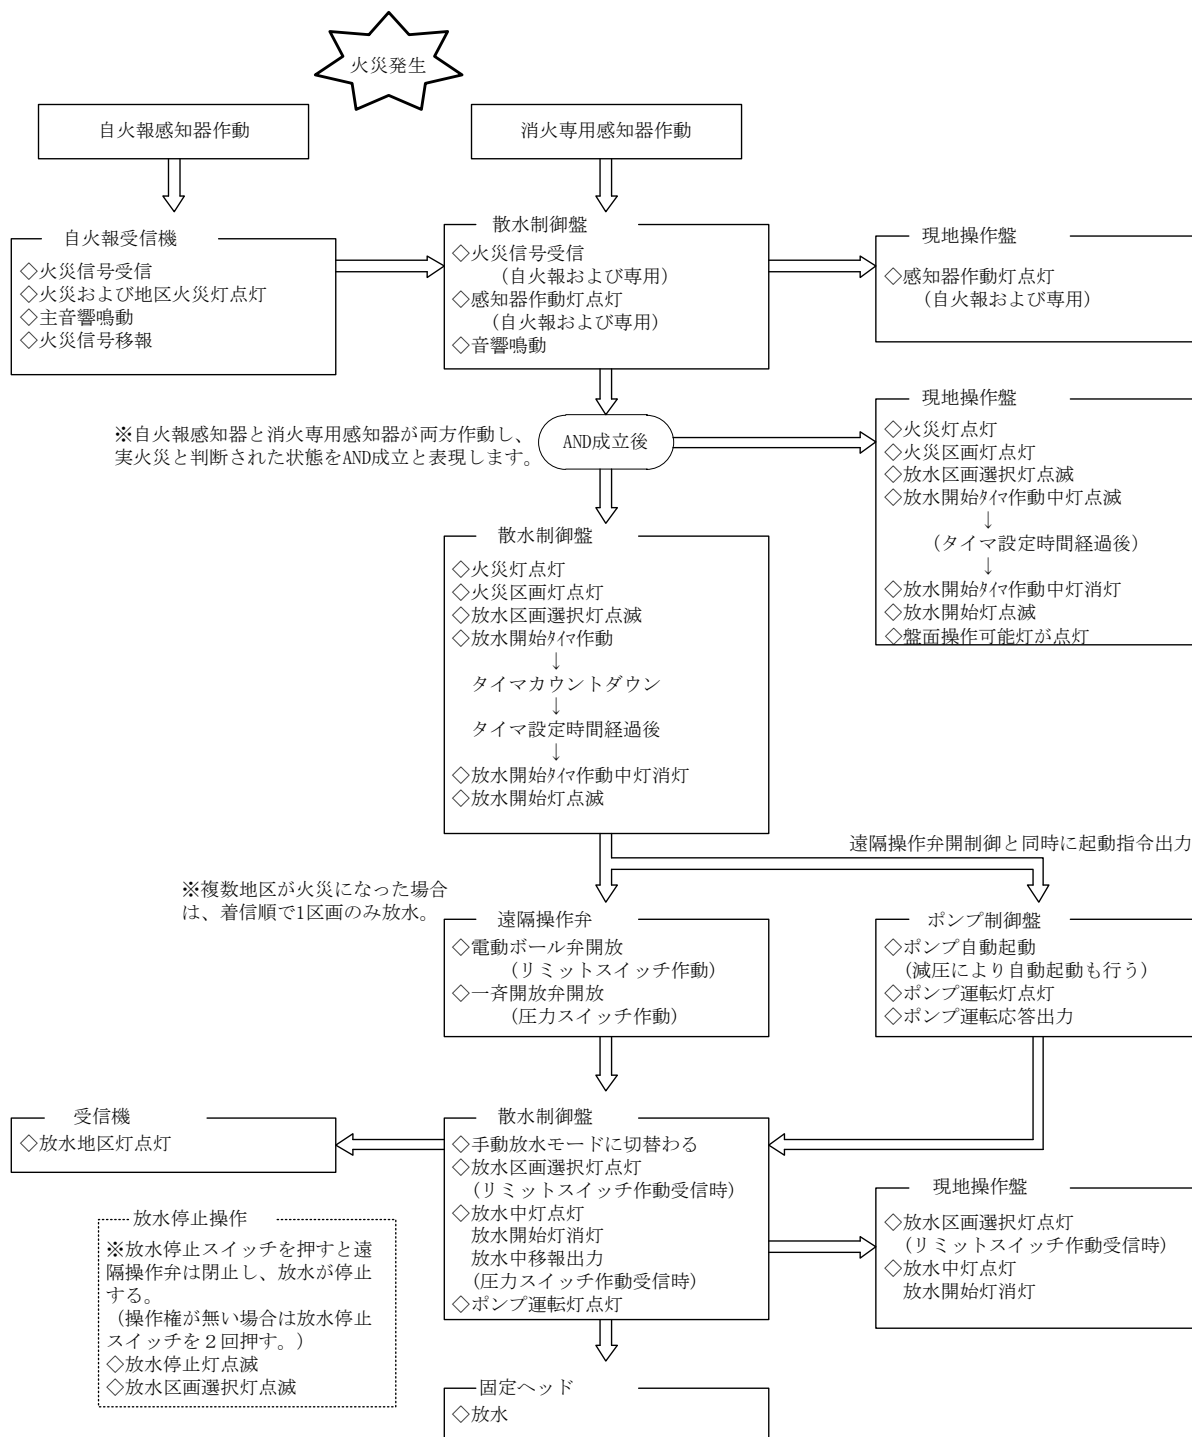 火災発生
自火報感知器作動
消火専用感知器作動
自火報受信機
◇火災信号受信
◇火災および地区火災灯点灯
◇主音響鳴動
◇火災信号移報
散水制御盤
◇火災信号受信
（自火報および専用）
◇感知器作動灯点灯
（自火報および専用）
◇音響鳴動
現地操作盤
◇感知器作動灯点灯
（自火報および専用）
※自火報感知器と消火専用感知器が両方作動し、
実火災と判断された状態をAND成立と表現します。
AND成立後
現地操作盤
◇火災灯点灯
◇火災区画灯点灯
◇放水区画選択灯点滅
◇放水開始ﾀｲﾏ作動中灯点滅
↓
（タイマ設定時間経過後）
↓
◇放水開始ﾀｲﾏ作動中灯消灯
◇放水開始灯点滅
◇盤面操作可能灯が点灯
散水制御盤
◇火災灯点灯
◇火災区画灯点灯
◇放水区画選択灯点滅
◇放水開始ﾀｲﾏ作動
↓
タイマカウントダウン
↓
タイマ設定時間経過後
↓
◇放水開始ﾀｲﾏ作動中灯消灯
◇放水開始灯点滅
遠隔操作弁開制御と同時に起動指令出力
※複数地区が火災になった場合
は、着信順で1区画のみ放水。
遠隔操作弁
◇電動ボール弁開放
（リミットスイッチ作動）
◇一斉開放弁開放
（圧力スイッチ作動）
ポンプ制御盤
◇ポンプ自動起動
（減圧により自動起動も行う）
◇ポンプ運転灯点灯
◇ポンプ運転応答出力
受信機
◇放水地区灯点灯
散水制御盤
◇手動放水モードに切替わる
◇放水区画選択灯点灯
（リミットスイッチ作動受信時）
◇放水中灯点灯
放水開始灯消灯
放水中移報出力
（圧力スイッチ作動受信時）
◇ポンプ運転灯点灯
現地操作盤
◇放水区画選択灯点灯
（リミットスイッチ作動受信時）
◇放水中灯点灯
放水開始灯消灯
放水停止操作
※放水停止スイッチを押すと遠
隔操作弁は閉止し、放水が停止
する。
（操作権が無い場合は放水停止
スイッチを２回押す。）
◇放水停止灯点滅
◇放水区画選択灯点滅
固定ヘッド
◇放水